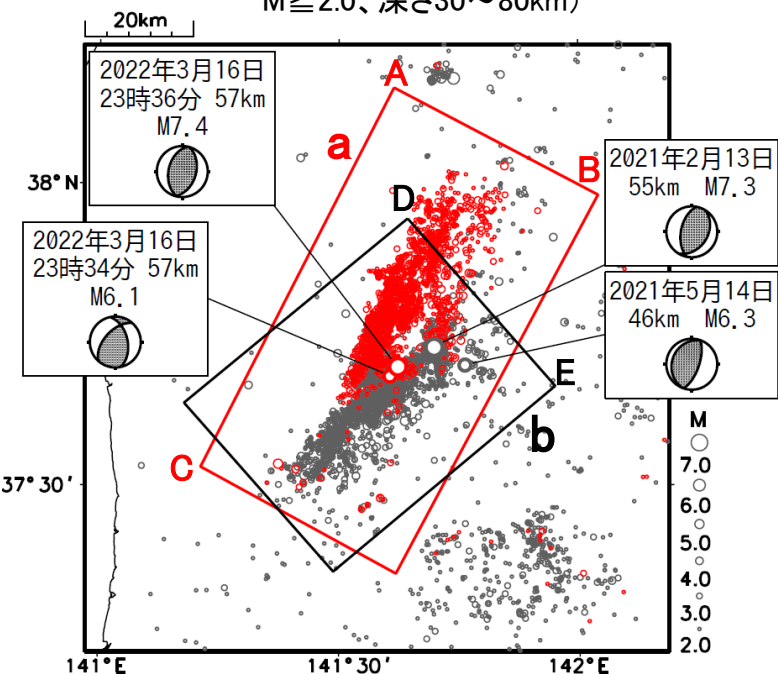 M≧2.0、深さ30～80km)
20km
2022年3月16日
23時36分 57km
M7.4
A
a
B
2021年2月13日
55km M7.3
38°N
D
2022年3月16日
23時34分 57km
M6.1
2021年5月14日
46km M6.3
E
b
M
7.0
6.0
5.0
4.0
3.0
2.0
C
37°30'
141°E
141°30'
142°E